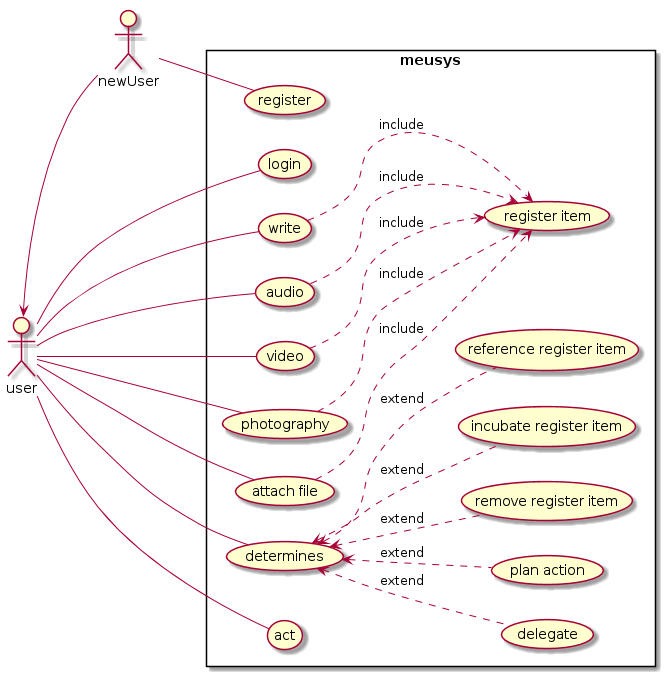 meusys
newUser
register
include
login
include
write
register item
include
audio
include
include
user
video
reference register item
extend
photography
incubate register item
extend
attach file
remove register item
extend
determines
extend
plan action
extend
act
delegate